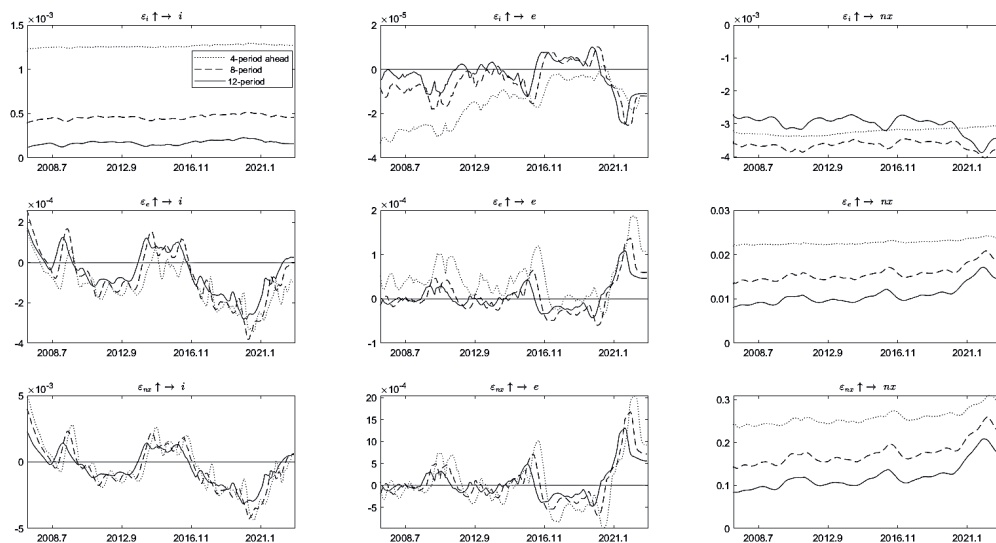 ε_i ↑ → i
×10^-3
1.5
1
0.5
0
4-period ahead
8-period
12-period
2008.7 2012.9 2016.11 2021.1
ε_i ↑ → e
×10^-5
2
0
-2
-4
2008.7 2012.9 2016.11 2021.1
ε_i ↑ → nx
×10^-3
0
-1
-2
-3
-4
2008.7 2012.9 2016.11 2021.1
ε_e ↑ → i
×10^-4
2
0
-2
-4
2008.7 2012.9 2016.11 2021.1
ε_e ↑ → e
×10^-4
2
1
0
-1
2008.7 2012.9 2016.11 2021.1
ε_e ↑ → nx
0.03
0.02
0.01
0
2008.7 2012.9 2016.11 2021.1
ε_nx ↑ → i
×10^-3
5
0
-5
2008.7 2012.9 2016.11 2021.1
ε_nx ↑ → e
×10^-4
20
15
10
5
0
-5
2008.7 2012.9 2016.11 2021.1
ε_nx ↑ → nx
0.3
0.2
0.1
0
2008.7 2012.9 2016.11 2021.1